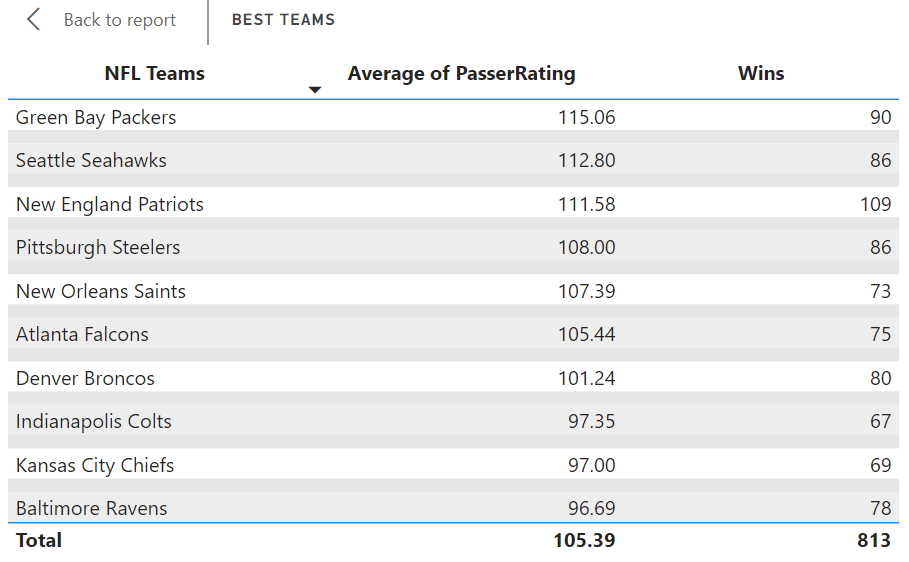 Back to report BEST TEAMS
NFL Teams Average of PasserRating Wins
Green Bay Packers 115.06 90
Seattle Seahawks 112.80 86
New England Patriots 111.58 109
Pittsburgh Steelers 108.00 86
New Orleans Saints 107.39 73
Atlanta Falcons 105.44 75
Denver Broncos 101.24 80
Indianapolis Colts 97.35 67
Kansas City Chiefs 97.00 69
Baltimore Ravens 96.69 78
Total 105.39 813